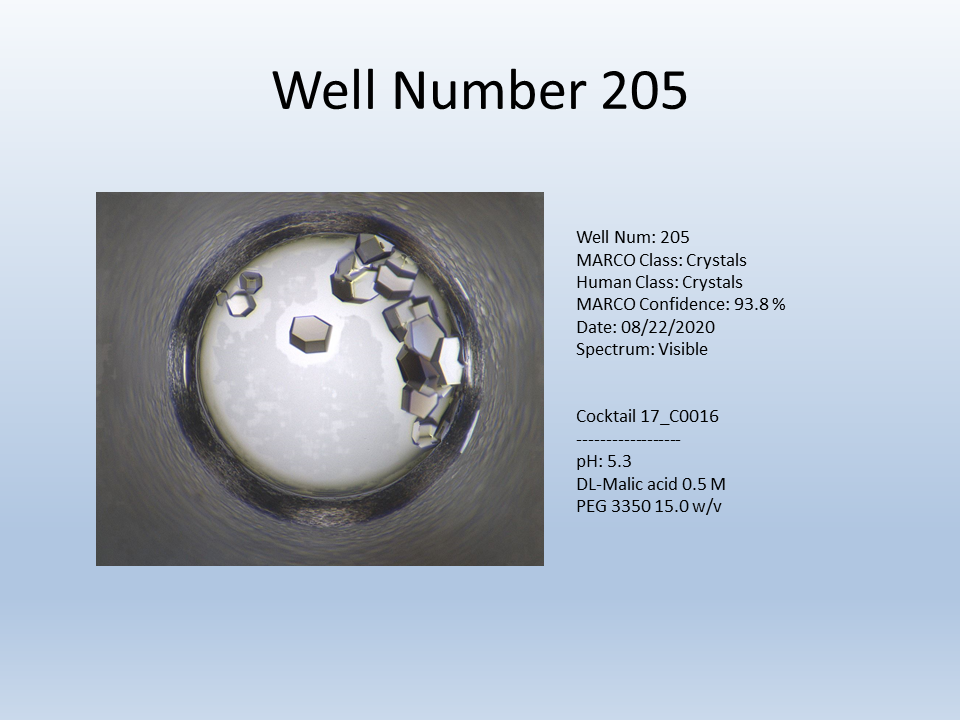 Well Number 205
Well Num: 205
MARCO Class: Crystals
Human Class: Crystals
MARCO Confidence: 93.8 %
Date: 08/22/2020
Spectrum: Visible
Cocktail 17_C0016
------------------
pH: 5.3
DL-Malic acid 0.5 M
PEG 3350 15.0 w/v